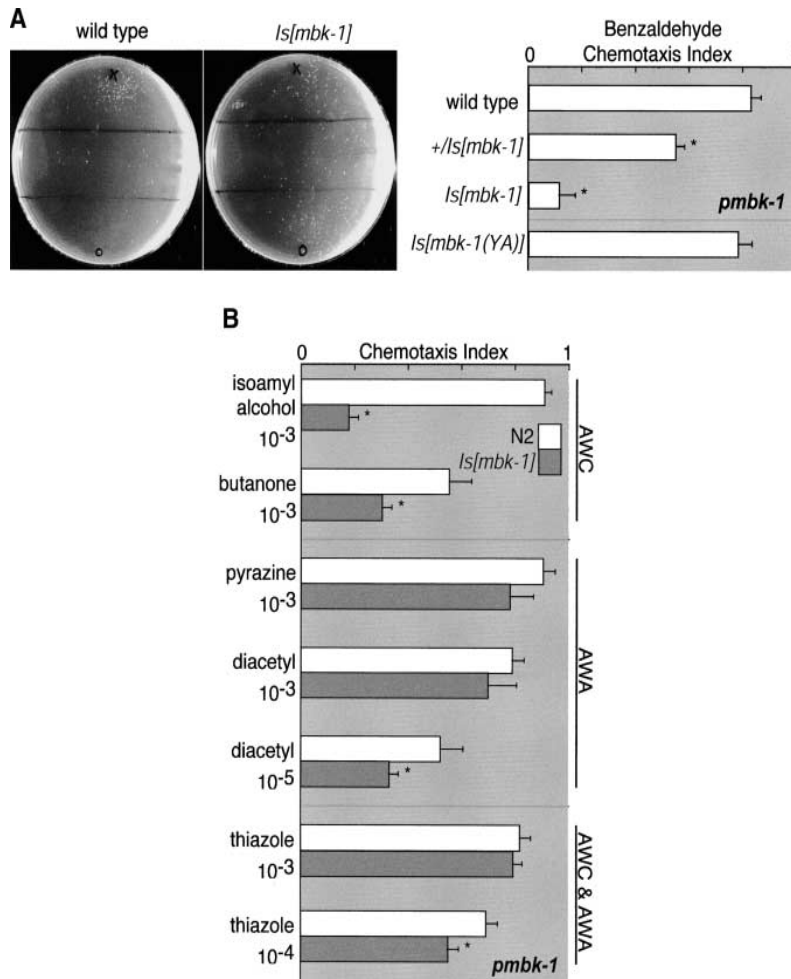 A
wild type
Is[mbk-1]
x
x
o
o
Benzaldehyde
0 Chemotaxis Index
wild type
+/Is[mbk-1]
*
Is[mbk-1]
*
pmbk-1
Is[mbk-1(YA)]
B
0 Chemotaxis Index 1
isoamyl
alcohol
10-3
*
N2
Is[mbk-1]
butanone
10-3
*
AWC
pyrazine
10-3
diacetyl
10-3
diacetyl
10-5
*
AWA
thiazole
10-3
thiazole
10-4
*
AWC & AWA
pmbk-1